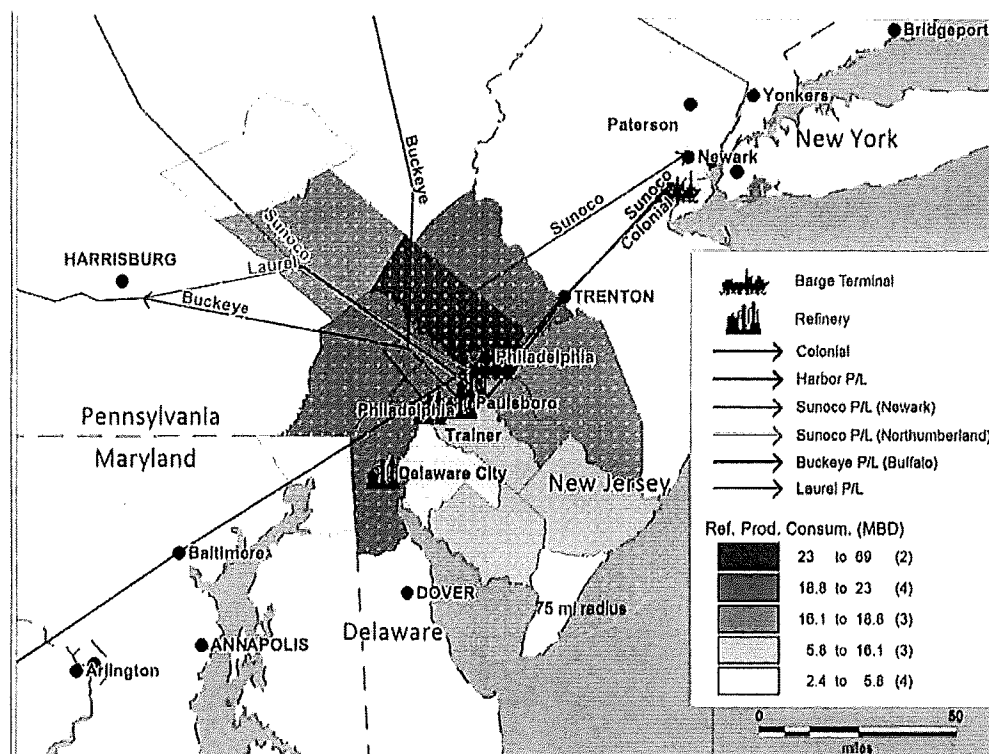 Bridgeport
Yonkers
Paterson
New York
Newark
Buckeye
Sunoco
Sunoco
Colonial
Sunoco
Laurel
HARRISBURG
Buckeye
TRENTON
Philadelphia
Philadelphia
Paulsboro
Pennsylvania
Trainer
Maryland
Delaware City
New Jersey
Baltimore
DOVER
75 mi radius
Delaware
ANNAPOLIS
Arlington
Barge Terminal
Refinery
Colonial
Harbor P/L
Sunoco P/L (Newark)
Sunoco P/L (Northumberland)
Buckeye P/L (Buffalo)
Laurel P/L
Ref. Prod. Consum. (MBD)
23 to 69 (2)
18.8 to 23 (4)
16.1 to 18.8 (3)
5.8 to 16.1 (3)
2.4 to 5.8 (4)
0 50
miles